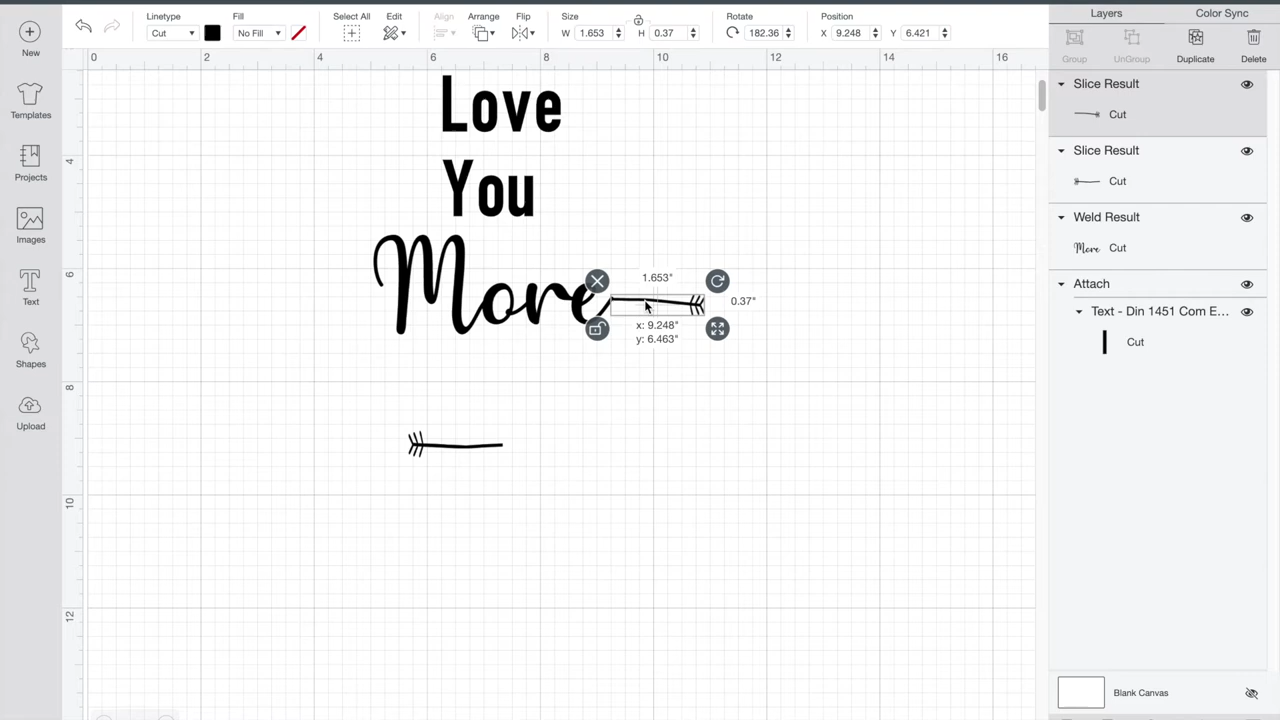 Linetype
Fill
Select All
Edit
Align
Arrange
Flip
Size
Rotate
Position
Cut
No Fill
W 1.653
H 0.37
182.36
X 9.248
Y 6.421
New
Templates
Projects
Images
Text
Shapes
Upload
0 2 4 6 8 10 12 14 16
4
6
8
10
12
Love
You
More
1.653"
0.37"
x: 9.248"
y: 6.463"
Layers
Color Sync
Group
UnGroup
Duplicate
Delete
Slice Result
Cut
Slice Result
Cut
Weld Result
More Cut
Attach
Text - Din 1451 Com E...
Cut
Blank Canvas